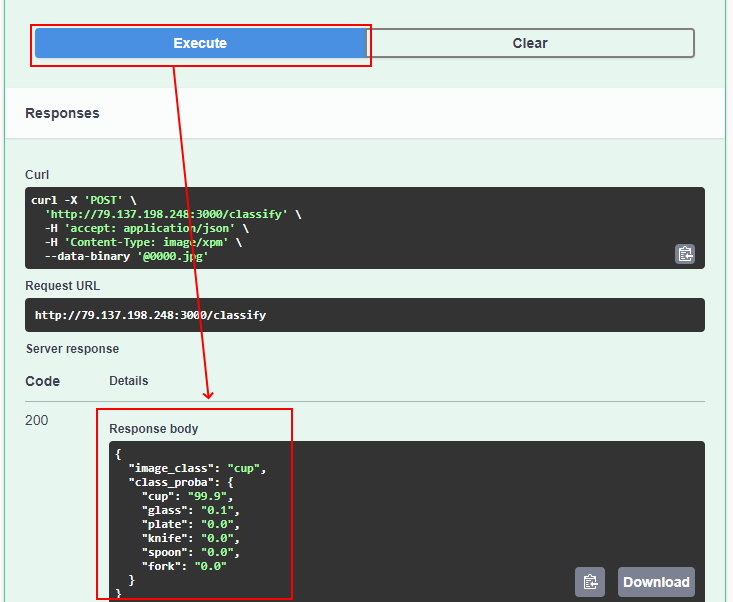 Execute
Clear
Responses
Curl
curl -X 'POST' \
  'http://79.137.198.248:3000/classify' \
  -H 'accept: application/json' \
  -H 'Content-Type: image/xpm' \
  --data-binary '@0000.jpg'
Request URL
http://79.137.198.248:3000/classify
Server response
Code
Details
200
Response body
{
  "image_class": "cup",
  "class_proba": {
    "cup": "99.9",
    "glass": "0.1",
    "plate": "0.0",
    "knife": "0.0",
    "spoon": "0.0",
    "fork": "0.0"
  }
}
Download